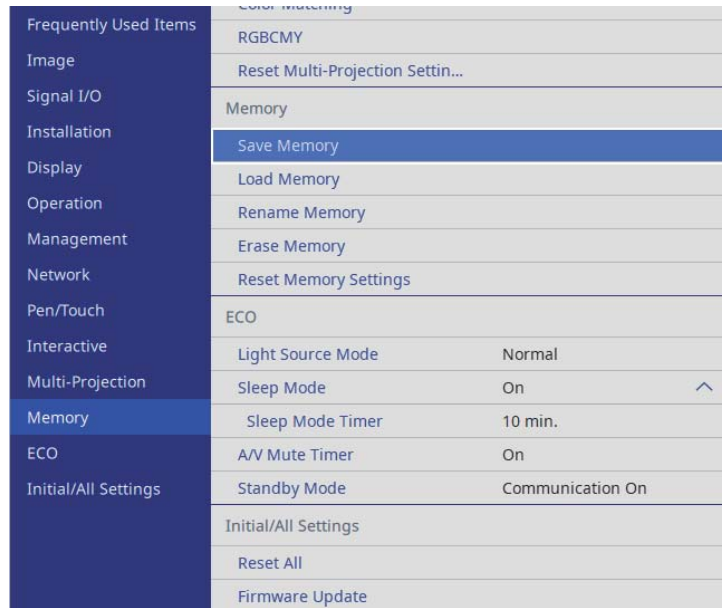 Frequently Used Items
Image
Signal I/O
Installation
Display
Operation
Management
Network
Pen/Touch
Interactive
Multi-Projection
Memory
ECO
Initial/All Settings
Color Matching
RGBCMY
Reset Multi-Projection Settin...
Memory
Save Memory
Load Memory
Rename Memory
Erase Memory
Reset Memory Settings
ECO
Light Source Mode Normal
Sleep Mode On
Sleep Mode Timer 10 min.
A/V Mute Timer On
Standby Mode Communication On
Initial/All Settings
Reset All
Firmware Update